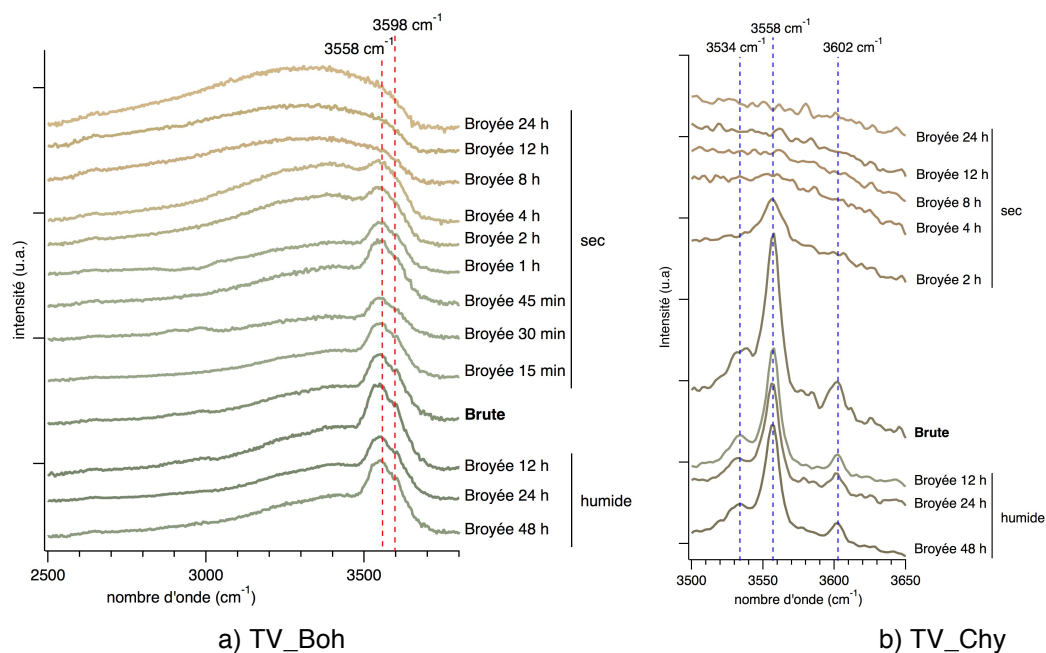 3598 cm-1
3558 cm-1
intensité (u.a.)
Broyée 24 h
Broyée 12 h
Broyée 8 h
Broyée 4 h
Broyée 2 h
Broyée 1 h
Broyée 45 min
Broyée 30 min
Broyée 15 min
Brute
Broyée 12 h
Broyée 24 h
Broyée 48 h
sec
humide
2500
3000
3500
nombre d'onde (cm-1)
a) TV_Boh
3558 cm-1
3534 cm-1
3602 cm-1
Intensité (u.a)
Broyée 24 h
Broyée 12 h
Broyée 8 h
Broyée 4 h
Broyée 2 h
Brute
Broyée 12 h
Broyée 24 h
Broyée 48 h
sec
humide
3500
3550
3600
3650
nombre d'onde (cm-1)
b) TV_Chy